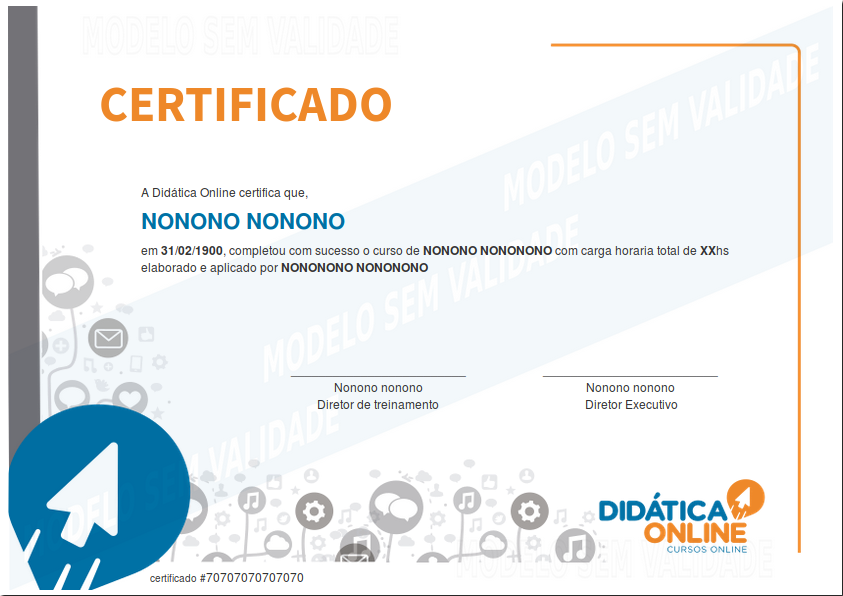 MODELO SEM VALIDADE
MODELO SEM VALIDADE
CERTIFICADO
A Didática Online certifica que,
NONONO NONONO
em 31/02/1900, completou com sucesso o curso de NONONO NONONONO com carga horaria total de XXhs
elaborado e aplicado por NONONONO NONONONO
MODELO SEM VALIDADE
Nonono nonono
Diretor de treinamento
Nonono nonono
Diretor Executivo
MODELO SEM VALIDADE
DIDÁTICA
ONLINE
CURSOS ONLINE
MODELO SEM VALIDADE
certificado #70707070707070